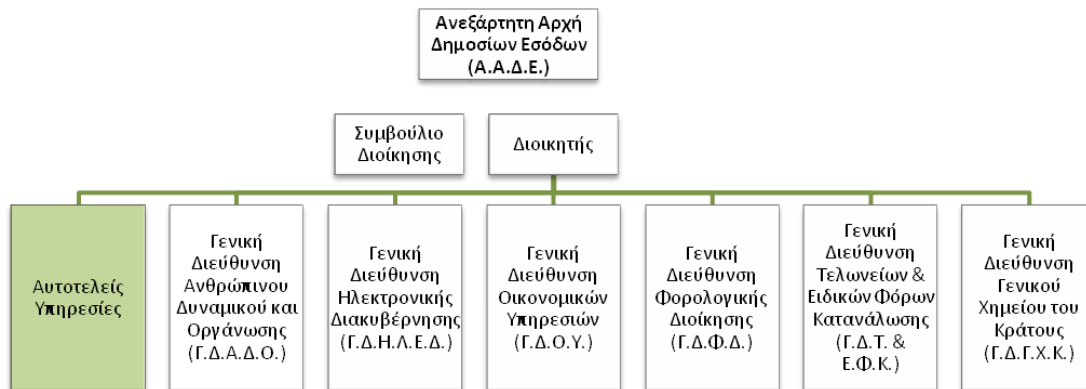 Ανεξάρτητη Αρχή
Δημοσίων Εσόδων
(Α.Α.Δ.Ε.)
Συμβούλιο
Διοίκησης
Διοικητής
Αυτοτελείς
Υπηρεσίες
Γενική
Διεύθυνση
Ανθρώπινου
Δυναμικού και
Οργάνωσης
(Γ.Δ.Α.Δ.Ο.)
Γενική
Διεύθυνση
Ηλεκτρονικής
Διακυβέρνησης
(Γ.Δ.Η.Λ.Ε.Δ.)
Γενική
Διεύθυνση
Οικονομικών
Υπηρεσιών
(Γ.Δ.Ο.Υ.)
Γενική
Διεύθυνση
Φορολογικής
Διοίκησης
(Γ.Δ.Φ.Δ.)
Γενική
Διεύθυνση
Τελωνείων &
Ειδικών Φόρων
Κατανάλωσης
(Γ.Δ.Τ. &
Ε.Φ.Κ.)
Γενική
Διεύθυνση
Γενικού
Χημείου του
Κράτους
(Γ.Δ.Γ.Χ.Κ.)